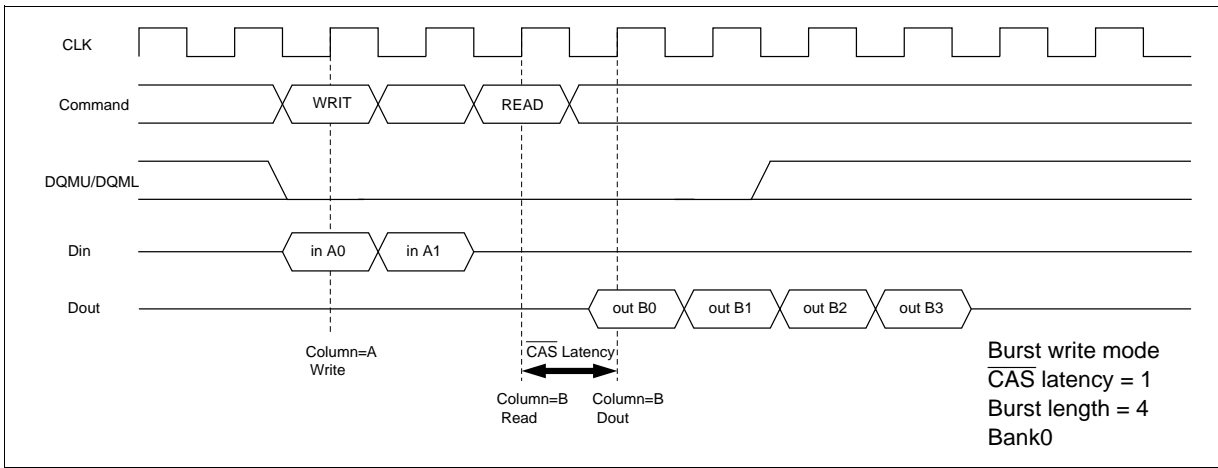 CLK
Command
WRIT
READ
DQMU/DQML
Din
in A0
in A1
Dout
out B0
out B1
out B2
out B3
Column=A
Write
CAS Latency
Column=B
Read
Column=B
Dout
Burst write mode
CAS latency = 1
Burst length = 4
Bank0